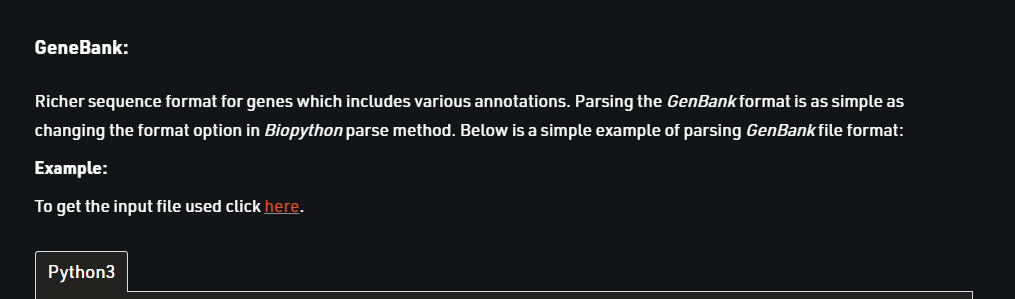 GeneBank:
Richer sequence format for genes which includes various annotations. Parsing the GenBank format is as simple as
changing the format option in Biopython parse method. Below is a simple example of parsing GenBank file format:
Example:
To get the input file used click here.
Python3